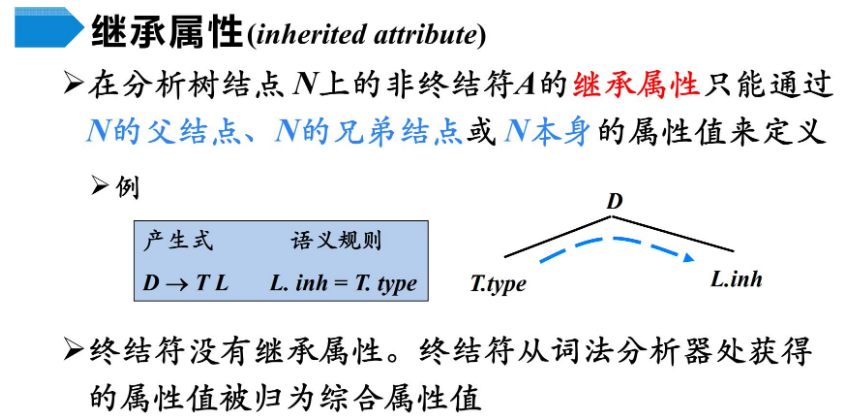 继承属性(inherited attribute)
➢在分析树结点 N上的非终结符A的继承属性只能通过
N的父结点、N的兄弟结点或 N本身的属性值来定义
➢例
产生式 语义规则
D → T L L. inh = T. type
D
T.type L.inh
➢终结符没有继承属性。终结符从词法分析器处获得
的属性值被归为综合属性值